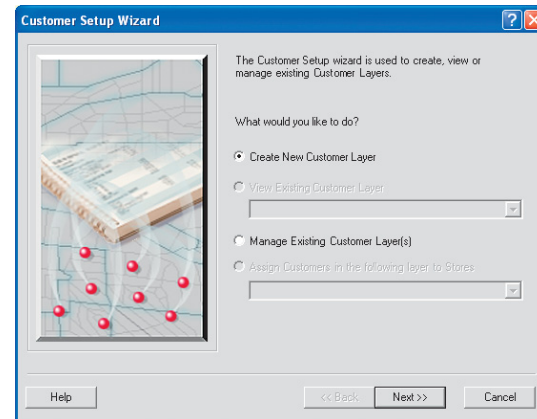 Customer Setup Wizard
The Customer Setup wizard is used to create, view or
manage existing Customer Layers.
What would you like to do?
Create New Customer Layer
View Existing Customer Layer
Manage Existing Customer Layer(s)
Assign Customers in the following layer to Stores
Help
<< Back
Next >>
Cancel